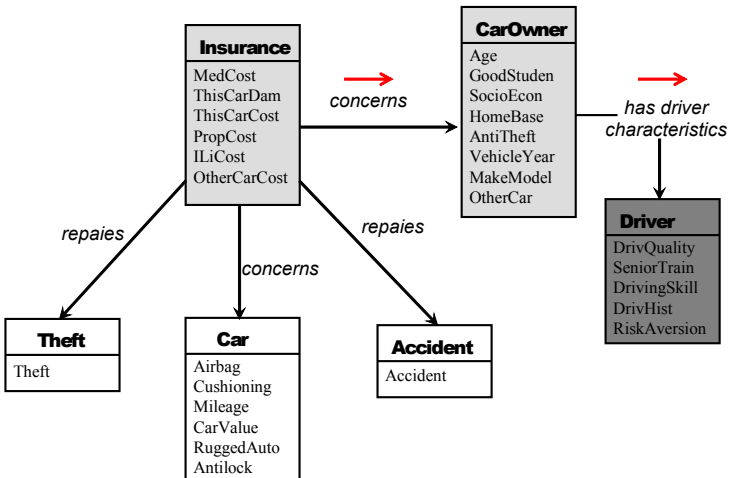 Insurance
MedCost
ThisCarDam
ThisCarCost
PropCost
ILiCost
OtherCarCost
concerns
CarOwner
Age
GoodStuden
SocioEcon
HomeBase
AntiTheft
VehicleYear
MakeModel
OtherCar
has driver
characteristics
Driver
DrivQuality
SeniorTrain
DrivingSkill
DrivHist
RiskAversion
repaies
concerns
repaies
Theft
Theft
Car
Airbag
Cushioning
Mileage
CarValue
RuggedAuto
Antilock
Accident
Accident